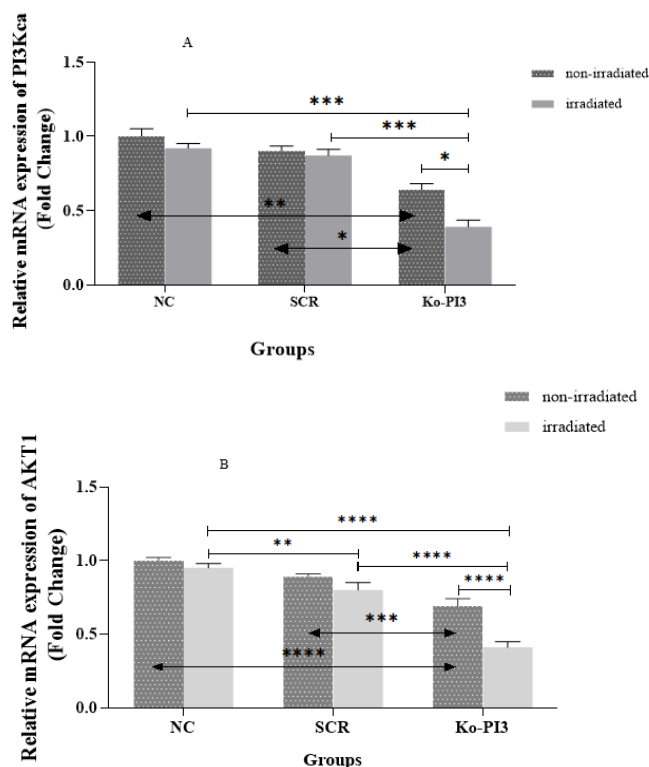 A
Relative mRNA expression of PI3Kca
(Fold Change)
1.5
1.0
0.5
0.0
non-irradiated
irradiated
***
***
*
**
*
NC SCR Ko-PI3
Groups
B
Relative mRNA expression of AKT1
(Fold Change)
1.5
1.0
0.5
0.0
non-irradiated
irradiated
****
**
****
****
***
****
NC SCR Ko-PI3
Groups